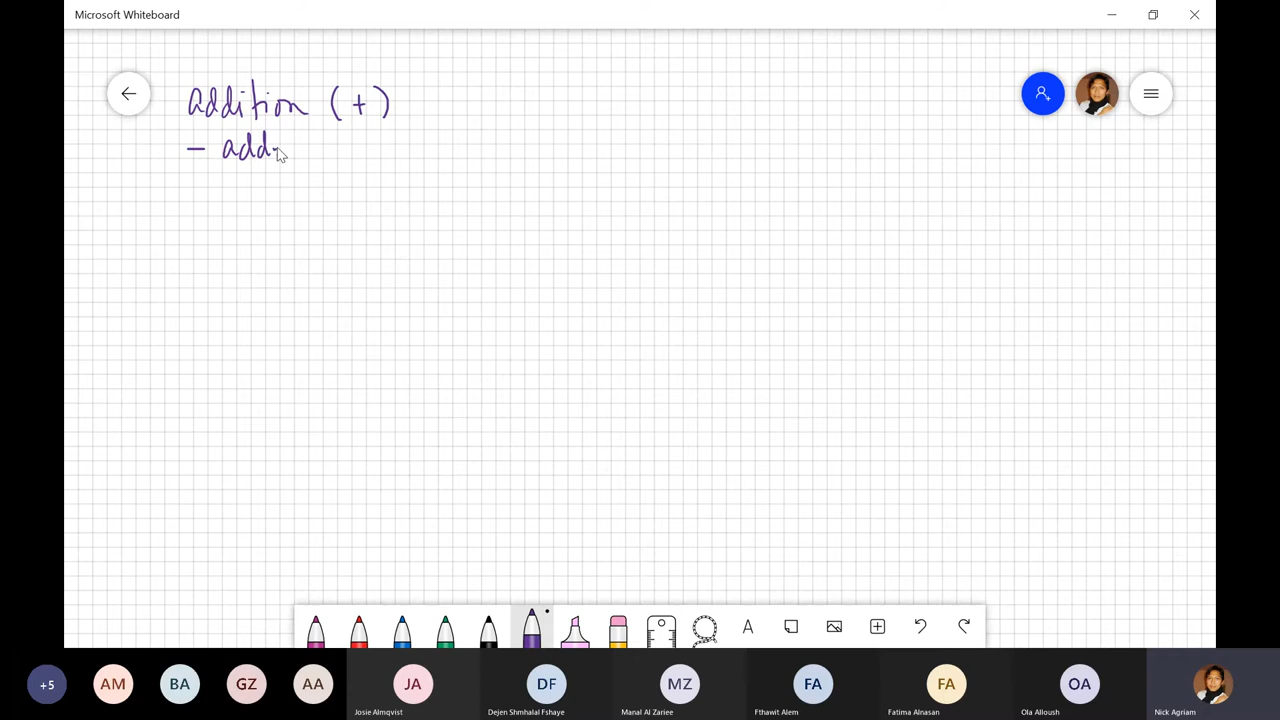 Microsoft Whiteboard
addition (+)
- add
A
+5
AM
BA
GZ
AA
JA
DF
MZ
FA
FA
OA
Josie Almqvist
Dejen Shmhalal Fshaye
Manal Al Zariee
Fthawit Alem
Fatima Alnasan
Ola Alloush
Nick Agriam